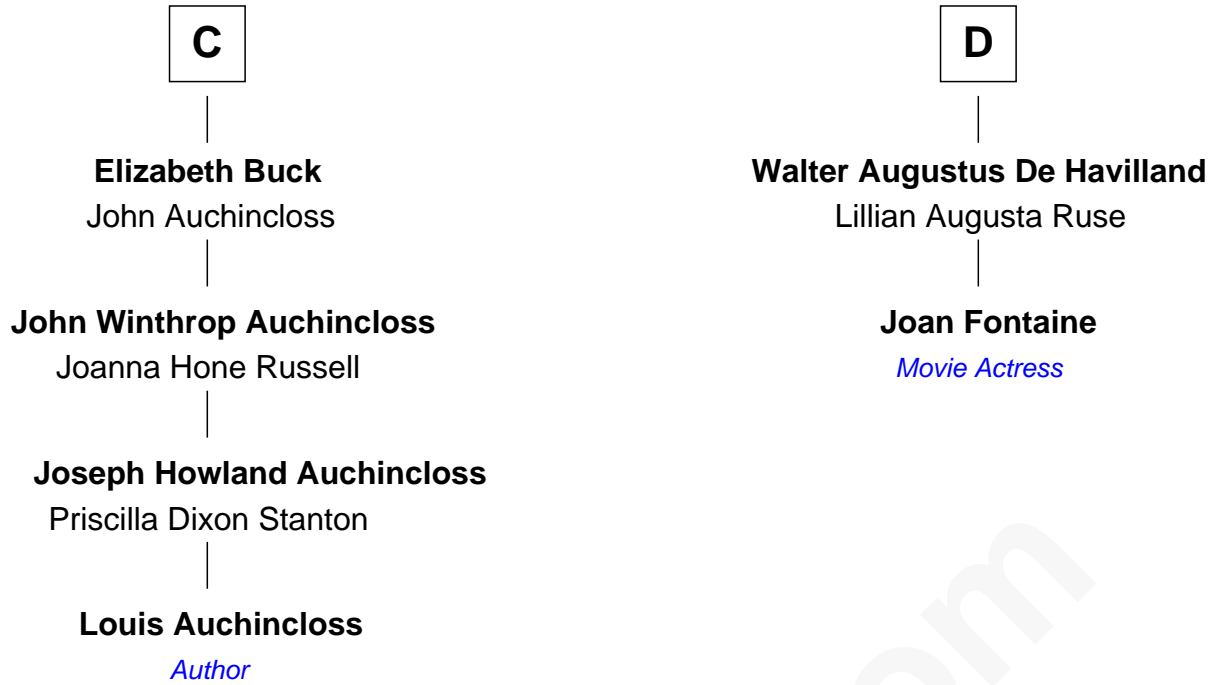 C
Elizabeth Buck
John Auchincloss
John Winthrop Auchincloss
Joanna Hone Russell
Joseph Howland Auchincloss
Priscilla Dixon Stanton
Louis Auchincloss
Author
D
Walter Augustus De Havilland
Lillian Augusta Ruse
Joan Fontaine
Movie Actress
om